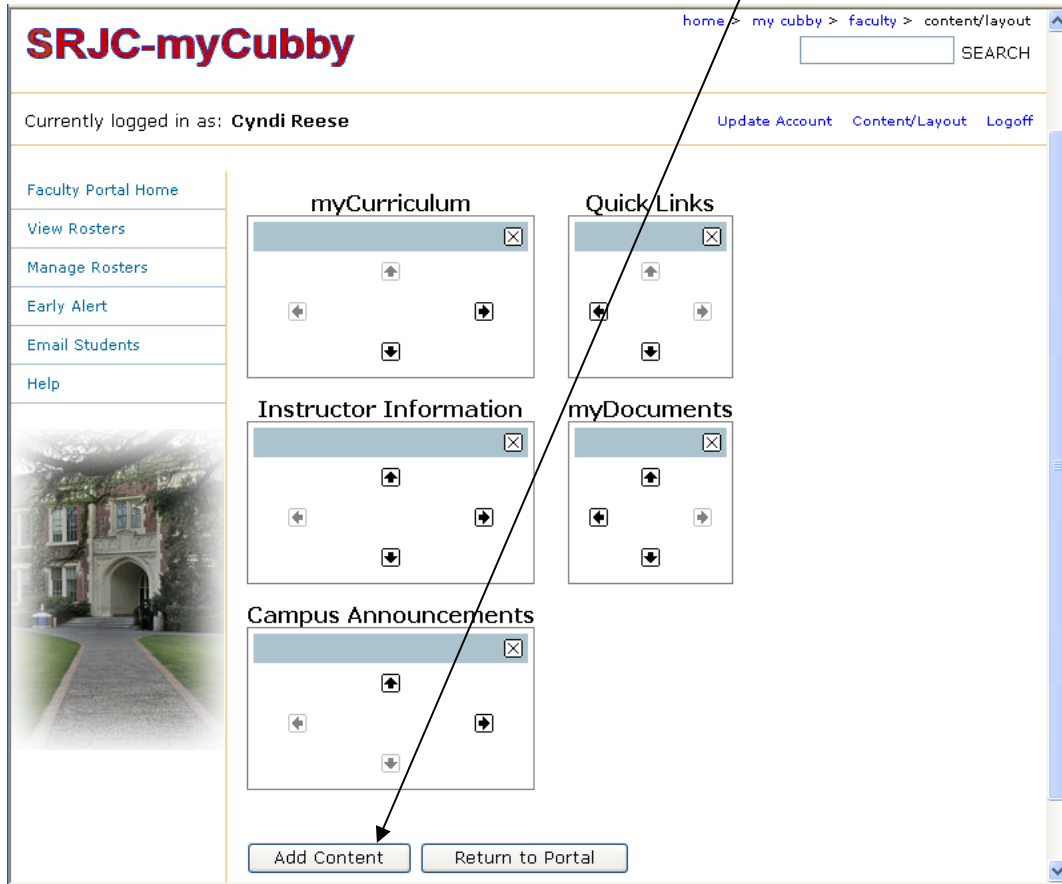 home > my cubby > faculty > content/layout
SRJC-myCubby
SEARCH
Currently logged in as: Cyndi Reese
Update Account Content/Layout Logoff
Faculty Portal Home
View Rosters
Manage Rosters
Early Alert
Email Students
Help
myCurriculum
Quick Links
Instructor Information
myDocuments
Campus Announcements
Add Content
Return to Portal